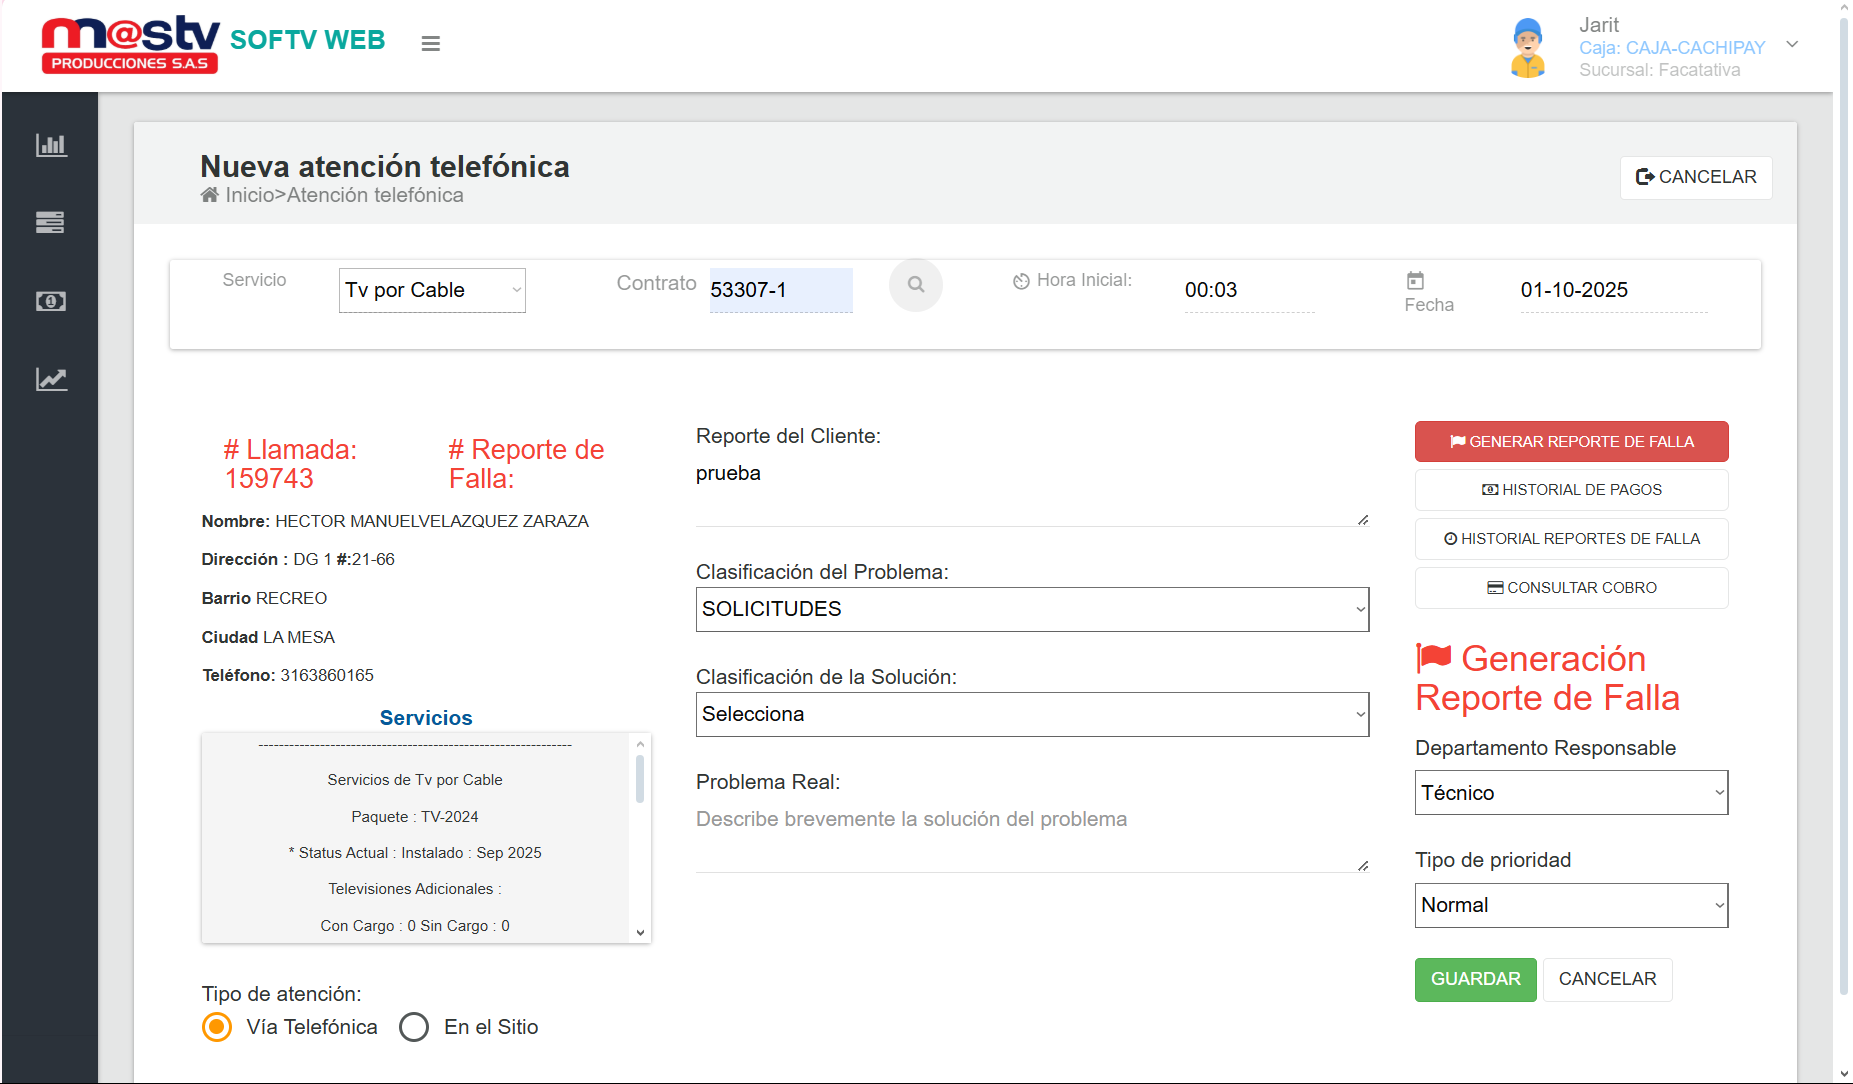 m@stv
PRODUCCIONES S.A.S
SOFTV WEB
Jarit
Caja: CAJA-CACHIPAY
Sucursal: Facatativa
Nueva atención telefónica
Inicio>Atención telefónica
CANCELAR
Servicio
Tv por Cable
Contrato
53307-1
Hora Inicial:
00:03
Fecha
01-10-2025
# Llamada:
159743
# Reporte de
Falla:
Nombre: HECTOR MANUELVELAZQUEZ ZARAZA
Dirección : DG 1 #:21-66
Barrio RECREO
Ciudad LA MESA
Teléfono: 3163860165
Servicios
------------------------------------------------------------
Servicios de Tv por Cable
Paquete : TV-2024
* Status Actual : Instalado : Sep 2025
Televisiones Adicionales :
Con Cargo : 0 Sin Cargo : 0
Tipo de atención:
Vía Telefónica
En el Sitio
Reporte del Cliente:
prueba
Clasificación del Problema:
SOLICITUDES
Clasificación de la Solución:
Selecciona
Problema Real:
Describe brevemente la solución del problema
GENERAR REPORTE DE FALLA
HISTORIAL DE PAGOS
HISTORIAL REPORTES DE FALLA
CONSULTAR COBRO
Generación
Reporte de Falla
Departamento Responsable
Técnico
Tipo de prioridad
Normal
GUARDAR
CANCELAR